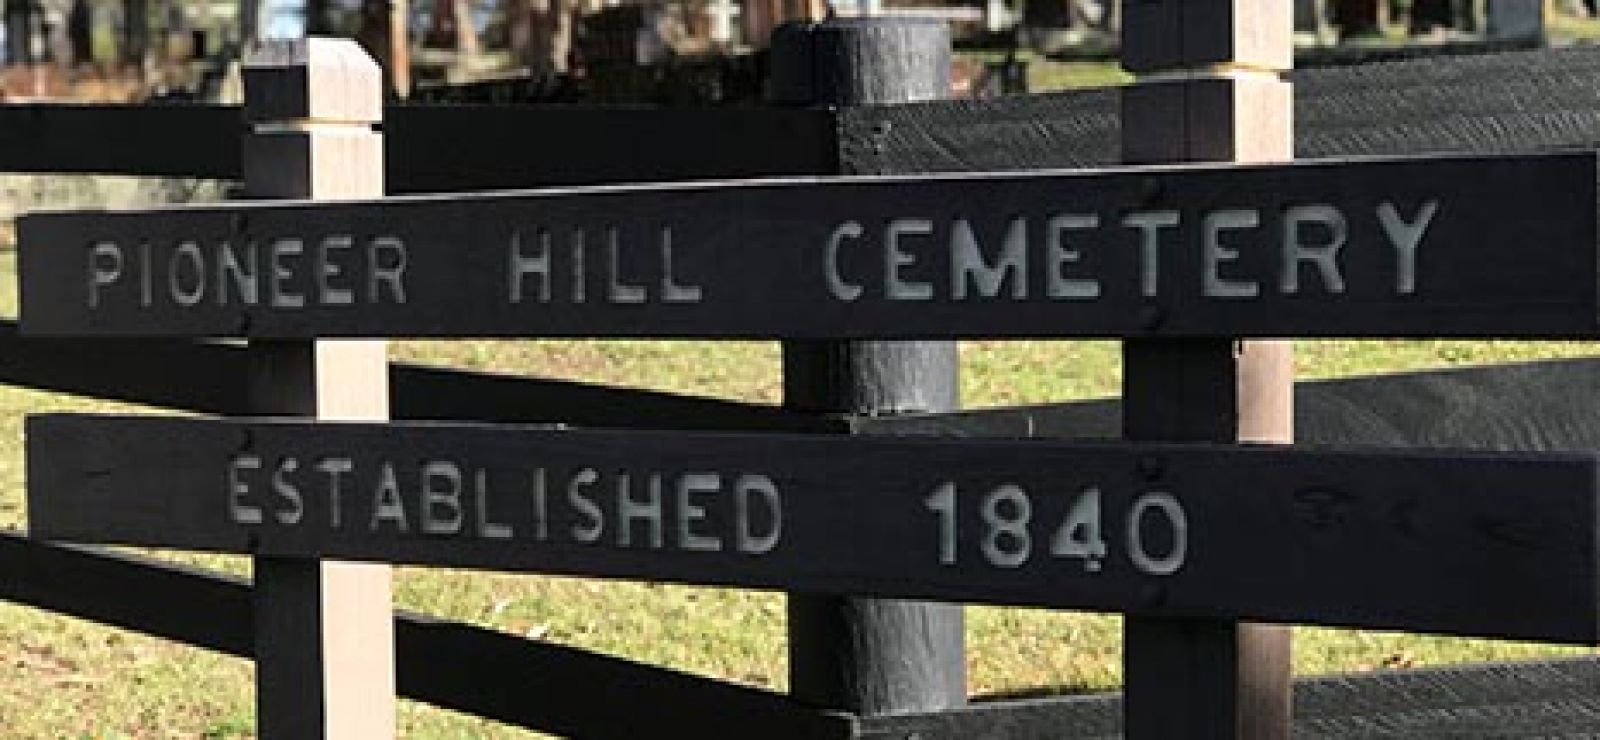 PIONEER HILL CEMETERY
ESTABLISHED 1840